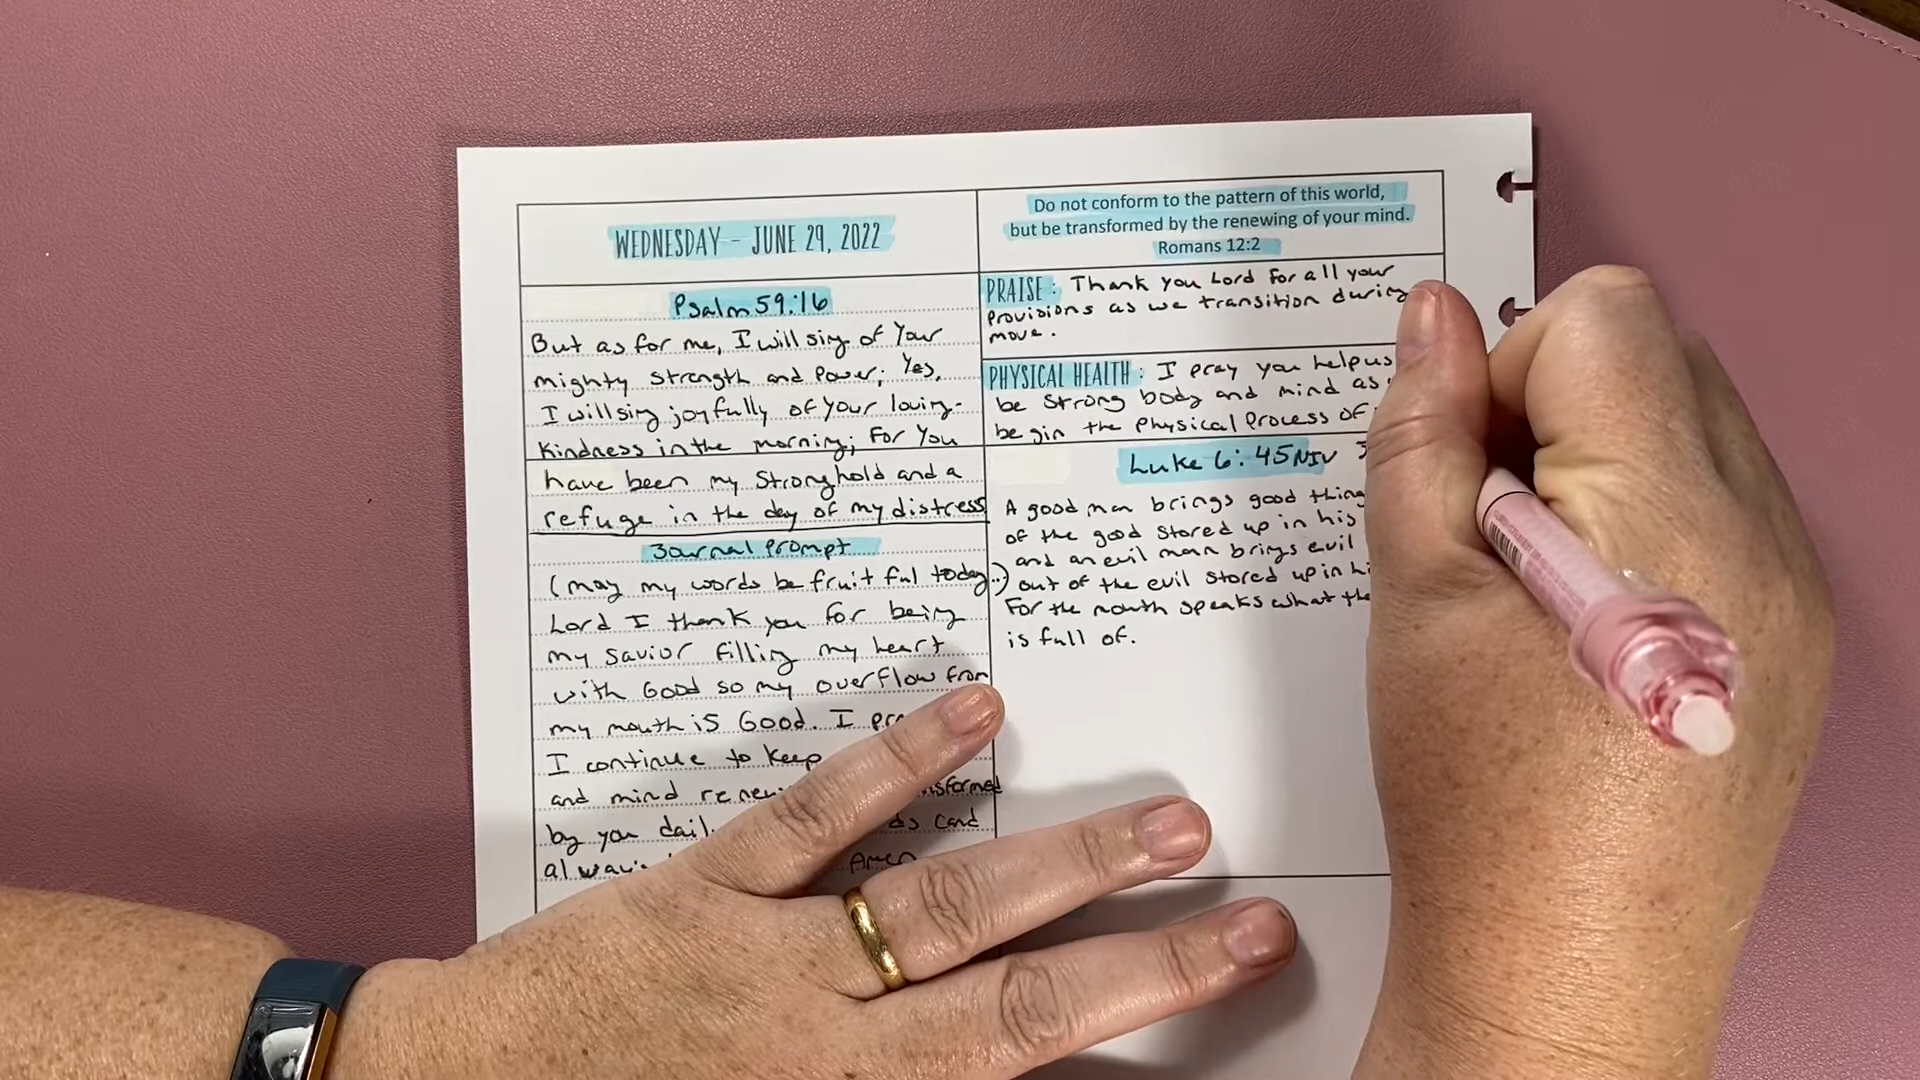 WEDNESDAY - JUNE 29, 2022
Psalm 59:16
But as for me, I will sing of Your
mighty strength and Power; Yes,
I will sing joyfully of Your loving-
kindness in the morning; For You
have been my Stronghold and a
refuge in the day of my distress
Journal Prompt
(may my words be fruit ful today..)
Lord I thank you for being
my savior filling my heart
with Good so my overflow from
my mouth is Good. I
I continue to keep
and mind
by you cand
Amen
Do not conform to the pattern of this world,
but be transformed by the renewing of your mind.
Romans 12:2
PRAISE: Thank you Lord for all your
Provisions as we transition during
move.
PHYSICAL HEALTH: I pray you help us
be strong body and mind as
begin the Physical Process of
Luke 6:45 NIV
A good man brings good
of the good stored up in his
and an evil man brings evil
out of the evil stored up in
For the mouth speaks what the
is full of.